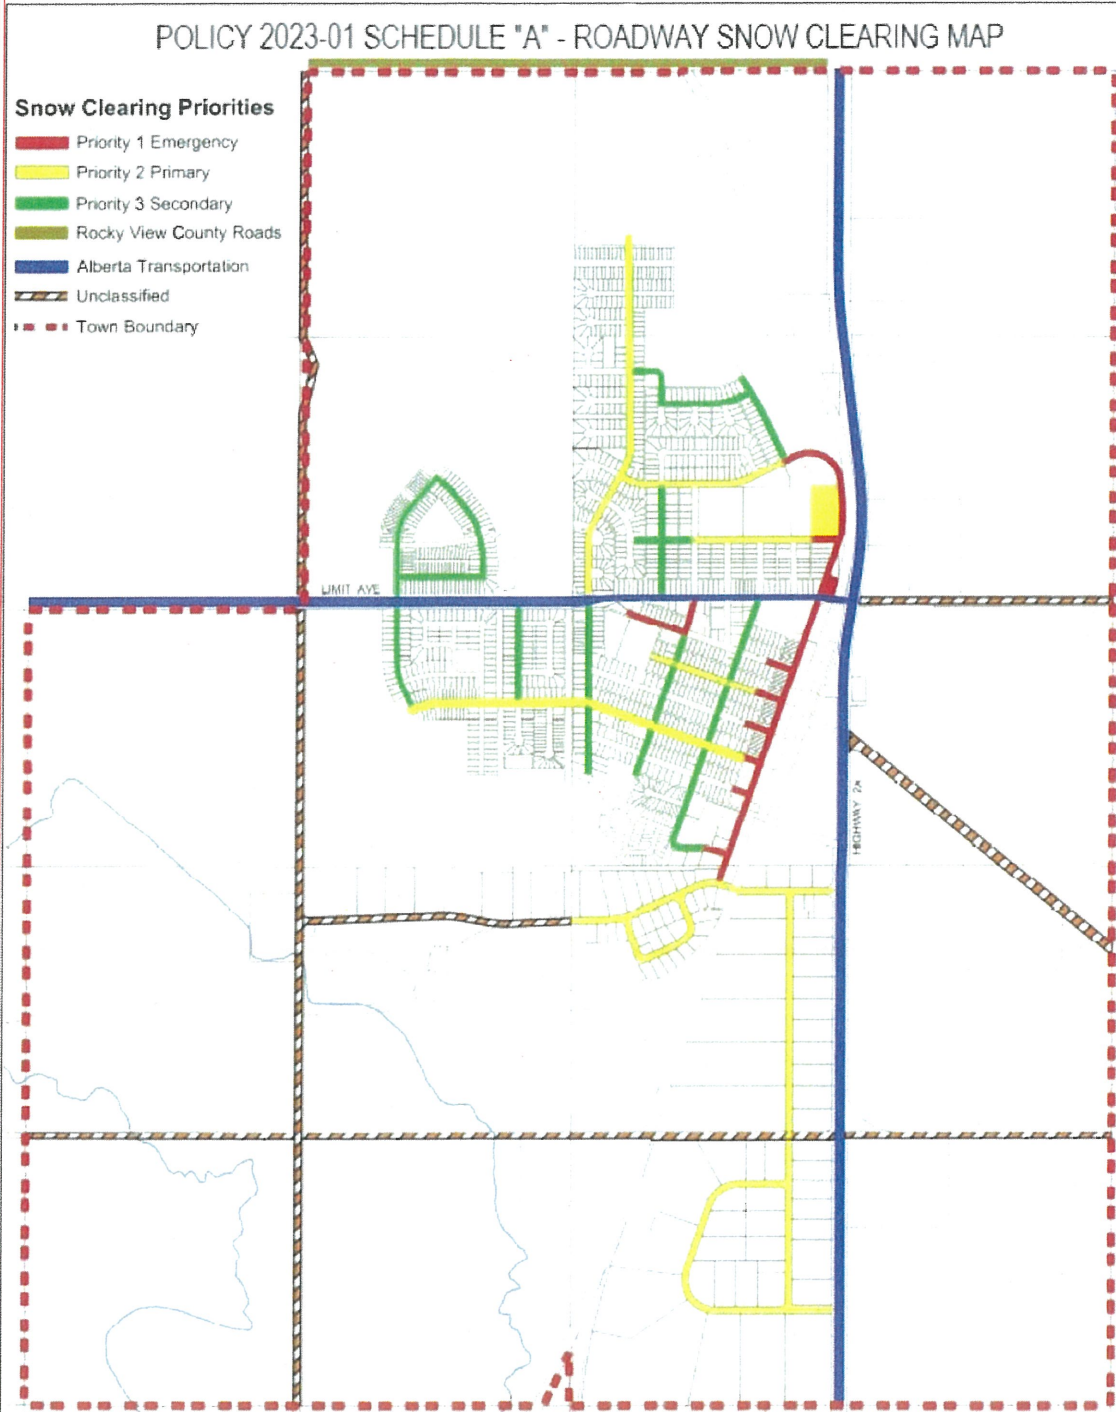 POLICY 2023-01 SCHEDULE "A" - ROADWAY SNOW CLEARING MAP
Snow Clearing Priorities
Priority 1 Emergency
Priority 2 Primary
Priority 3 Secondary
Rocky View County Roads
Alberta Transportation
Unclassified
Town Boundary
LIMIT AVE
HIGHWAY 2A